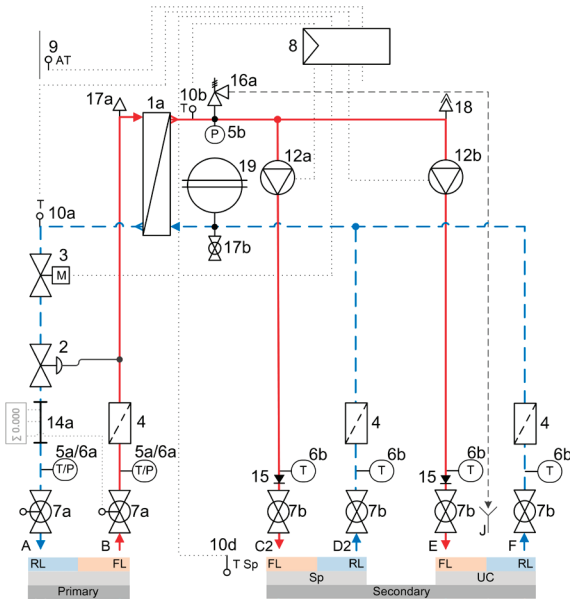 9
AT
8
17a
1a
10b
T
16a
P
5b
18
12a
12b
19
T
10a
17b
3
M
2
Σ 0.000
14a
4
4
4
5a/6a
T/P
5a/6a
T/P
15
6b
T
6b
T
15
6b
T
6b
T
7a
7a
7b
7b
7b
7b
J
A
B
10d
T Sp
C2
D2
E
F
RL
FL
FL
RL
FL
RL
Sp
UC
Primary
Secondary